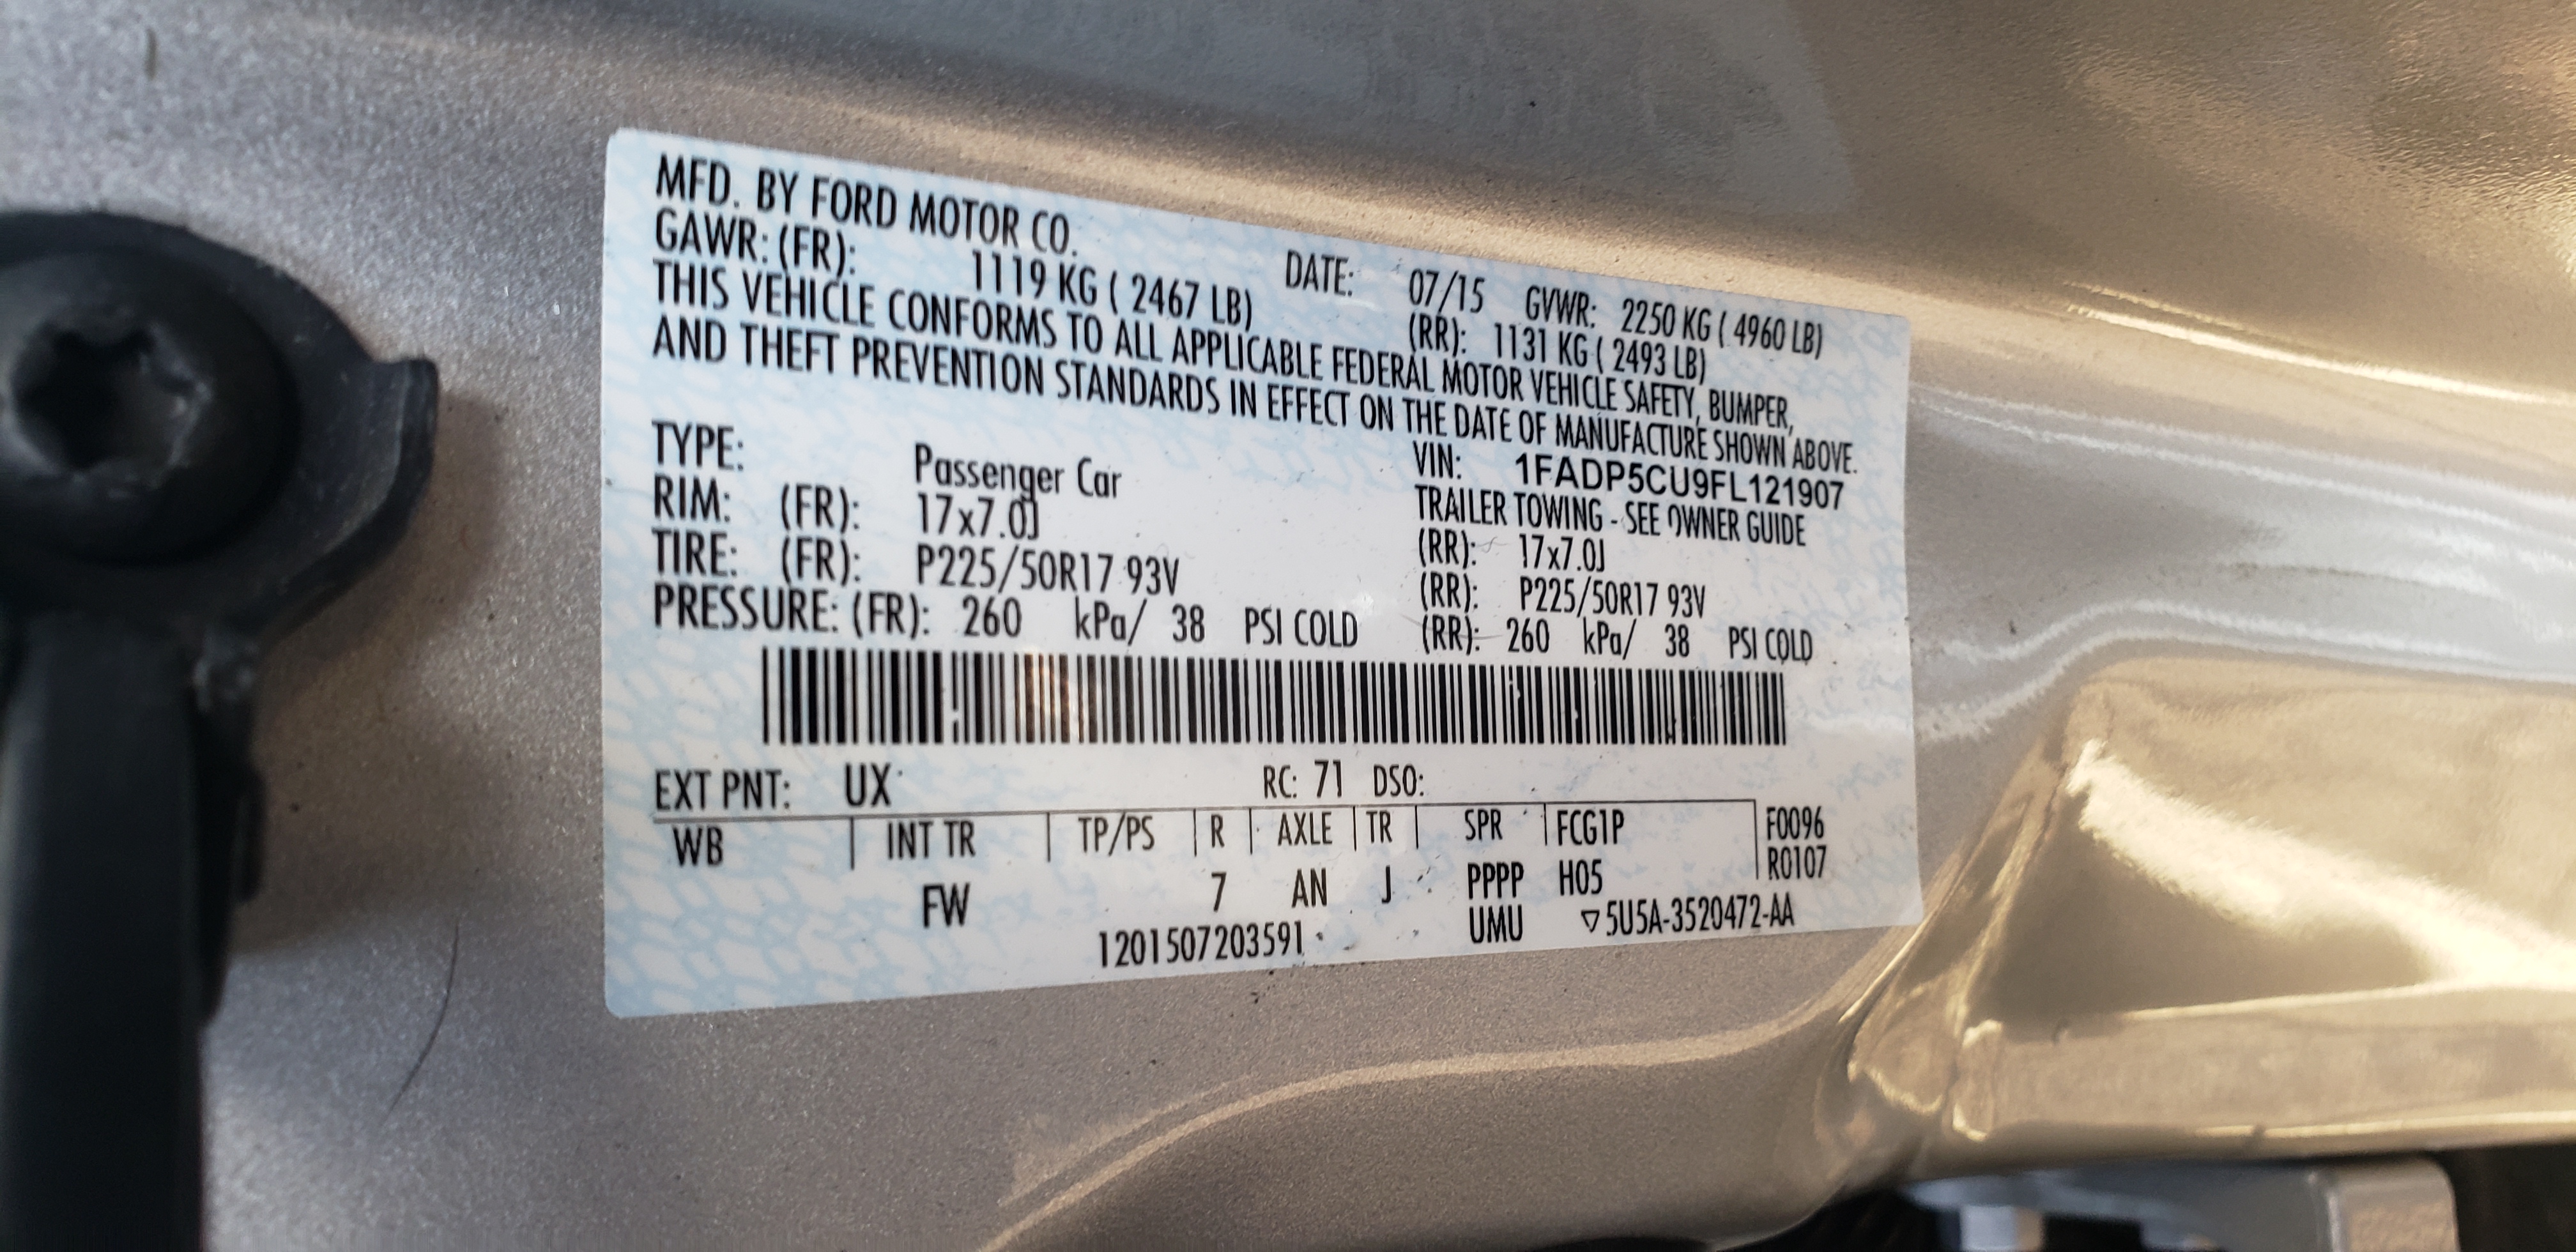 MFD. BY FORD MOTOR CO. DATE: 07/15 GVWR: 2250 KG ( 4960 LB)
GAWR: (FR): 1119 KG ( 2467 LB) (RR): 1131 KG ( 2493 LB)
THIS VEHICLE CONFORMS TO ALL APPLICABLE FEDERAL MOTOR VEHICLE SAFETY, BUMPER,
AND THEFT PREVENTION STANDARDS IN EFFECT ON THE DATE OF MANUFACTURE SHOWN ABOVE.
VIN: 1FADP5CU9FL121907
TYPE: Passenger Car TRAILER TOWING - SEE OWNER GUIDE
RIM: (FR): 17x7.0J (RR): 17x7.0J
TIRE: (FR): P225/50R17 93V (RR): P225/50R17 93V
PRESSURE: (FR): 260 kPa/ 38 PSI COLD (RR): 260 kPa/ 38 PSI COLD
EXT PNT: UX RC: 71 DSO:
WB | INT TR | TP/PS | R | AXLE | TR | SPR | FCG1P | F0096
FW 7 AN J PPPP H05 | R0107
1201507203591 UMU ▽5U5A-3520472-AA